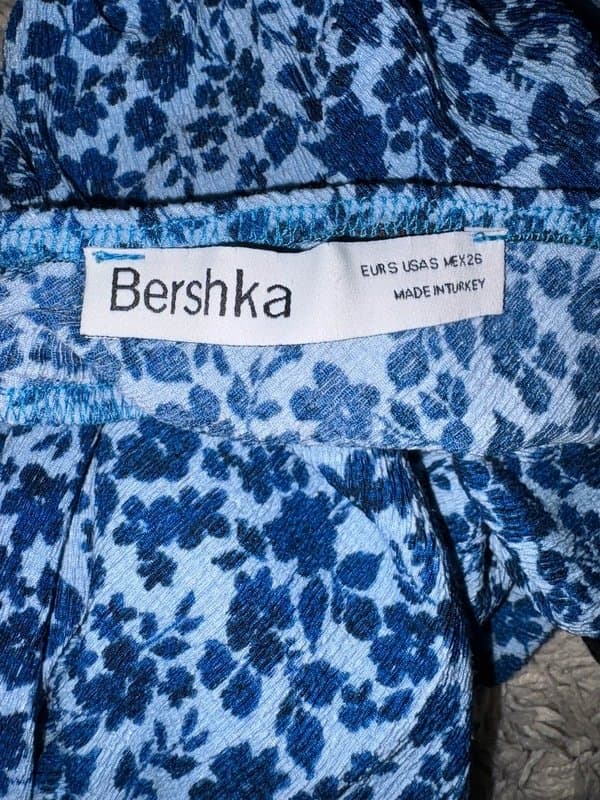 Bershka
EUR S USA S MEX 26
MADE IN TURKEY